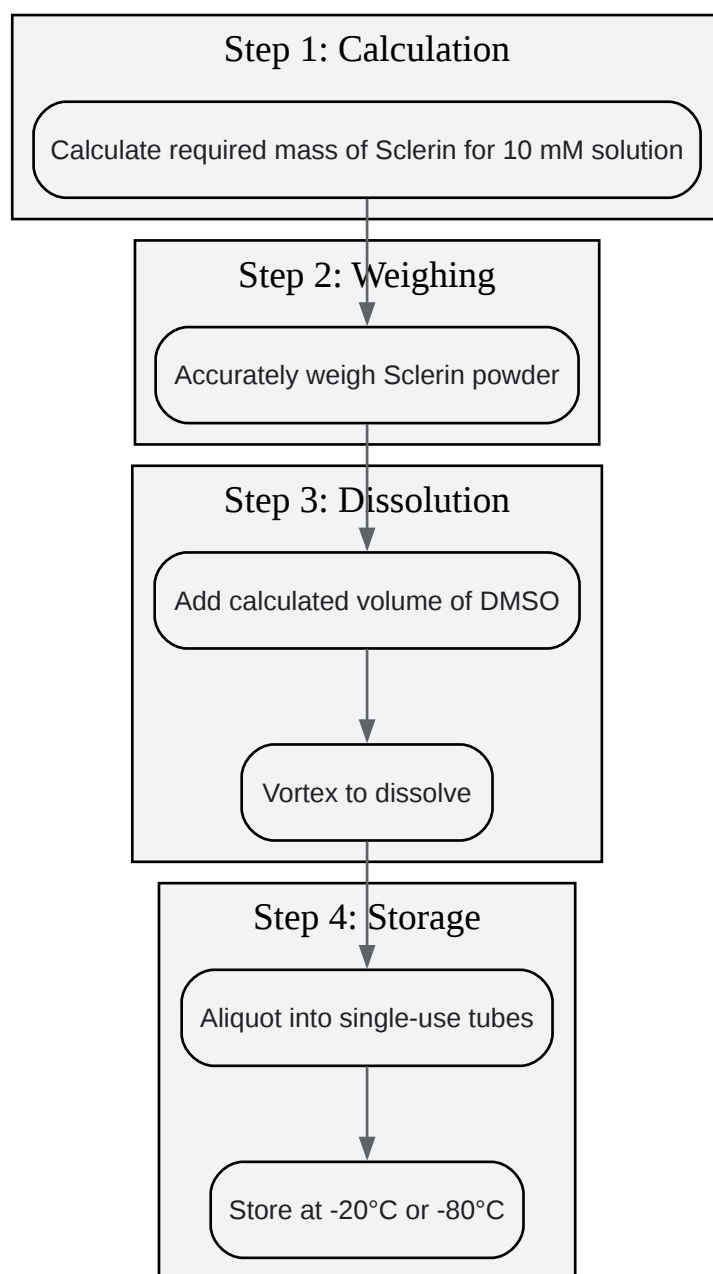 Step 1: Calculation
Calculate required mass of Sclerin for 10 mM solution
Step 2: Weighing
Accurately weigh Sclerin powder
Step 3: Dissolution
Add calculated volume of DMSO
Vortex to dissolve
Step 4: Storage
Aliquot into single-use tubes
Store at -20°C or -80°C